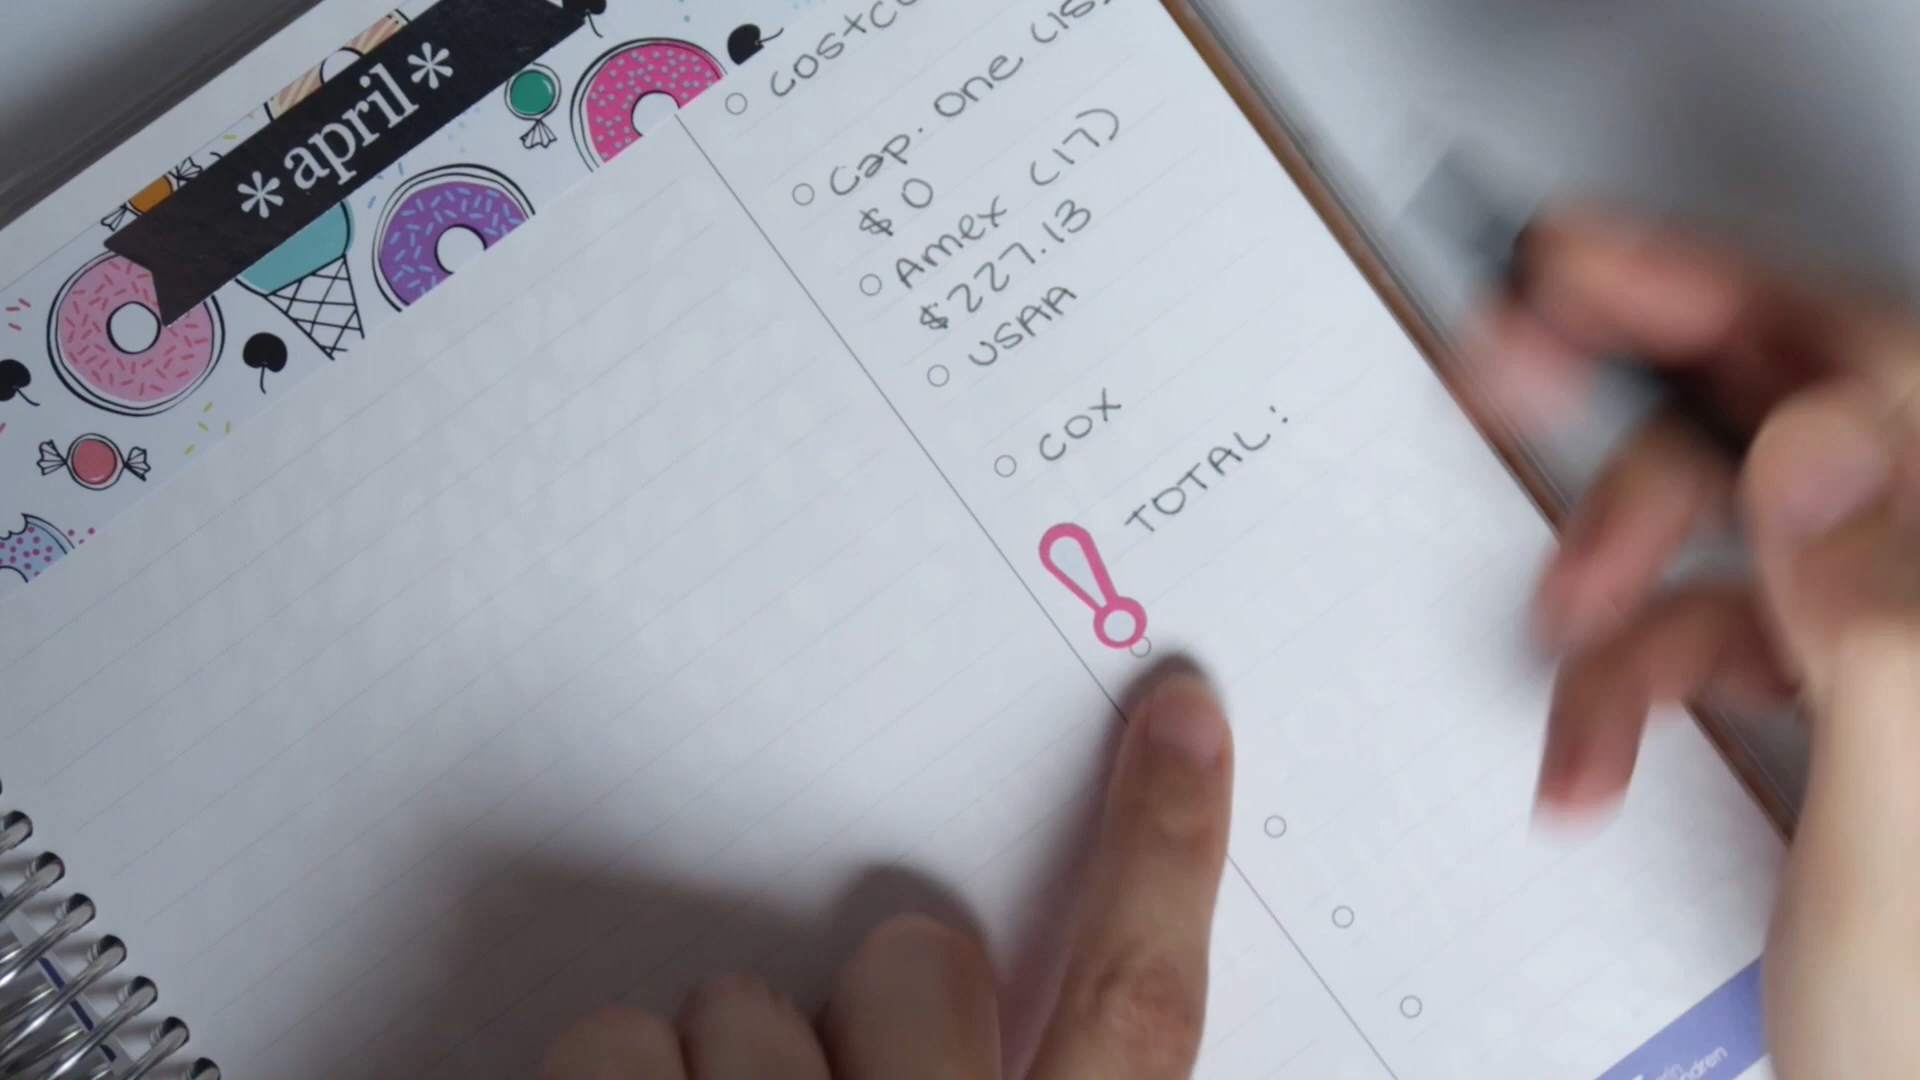 *april*
Cap. One (15)
$0
Amex (17)
$227.13
USAA
COX
TOTAL: